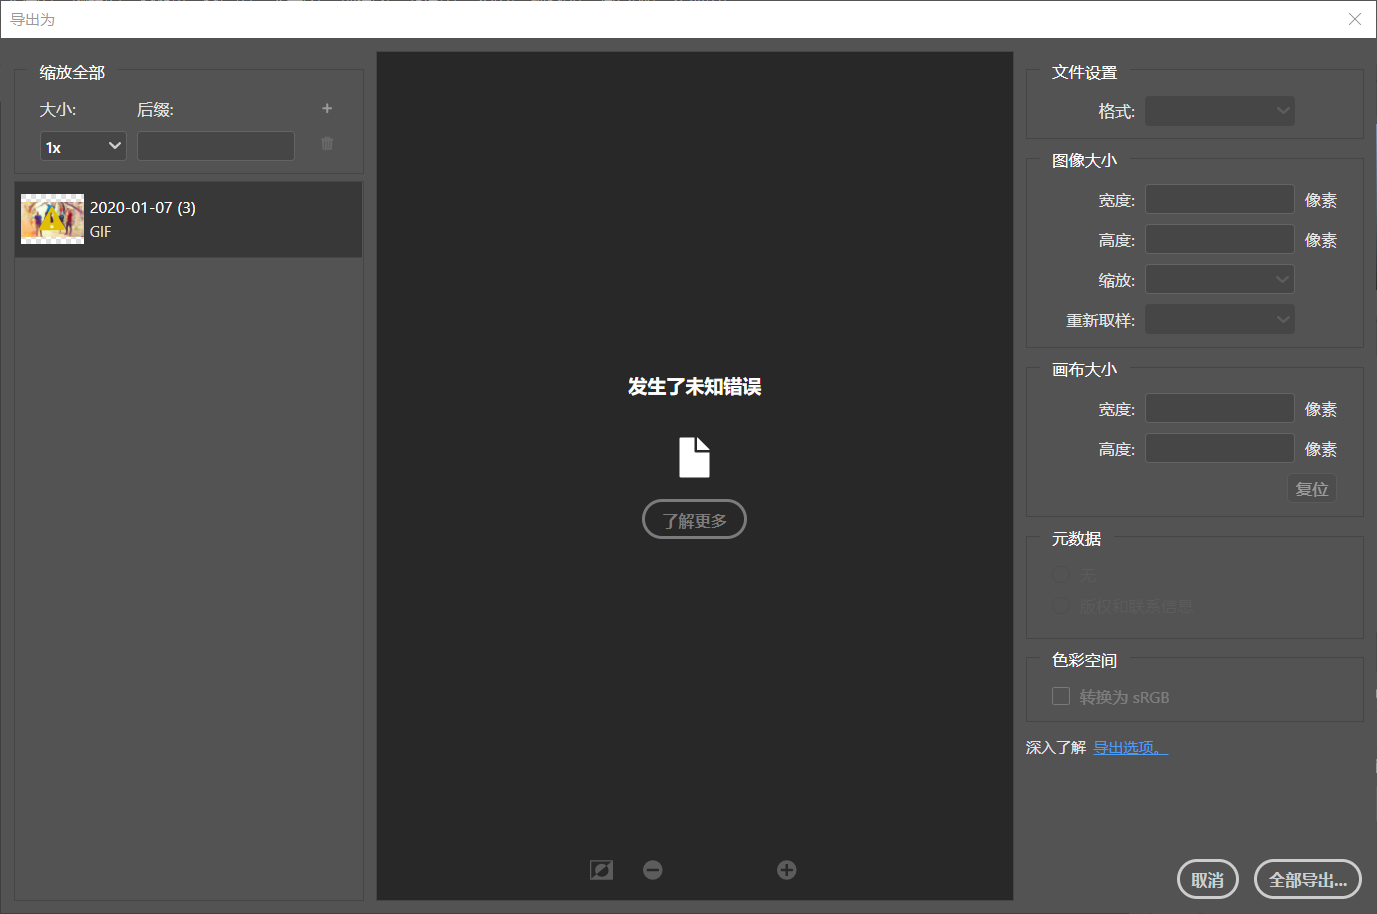 导出为
缩放全部
大小: 后缀:
1x
2020-01-07 (3)
GIF
发生了未知错误
了解更多
文件设置
格式:
图像大小
宽度: 像素
高度: 像素
缩放:
重新取样:
画布大小
宽度: 像素
高度: 像素
复位
元数据
无
版权和联系信息
色彩空间
转换为 sRGB
深入了解 导出选项。
取消 全部导出...